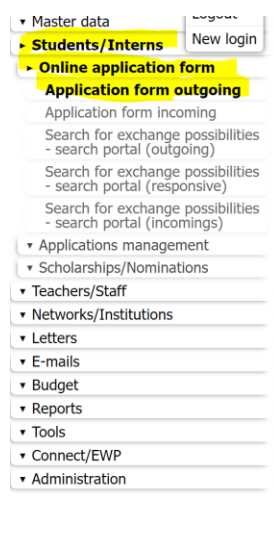 Master data
Logout
New login
Students/Interns
Online application form
Application form outgoing
Application form incoming
Search for exchange possibilities
- search portal (outgoing)
Search for exchange possibilities
- search portal (responsive)
Search for exchange possibilities
- search portal (incomings)
Applications management
Scholarships/Nominations
Teachers/Staff
Networks/Institutions
Letters
E-mails
Budget
Reports
Tools
Connect/EWP
Administration